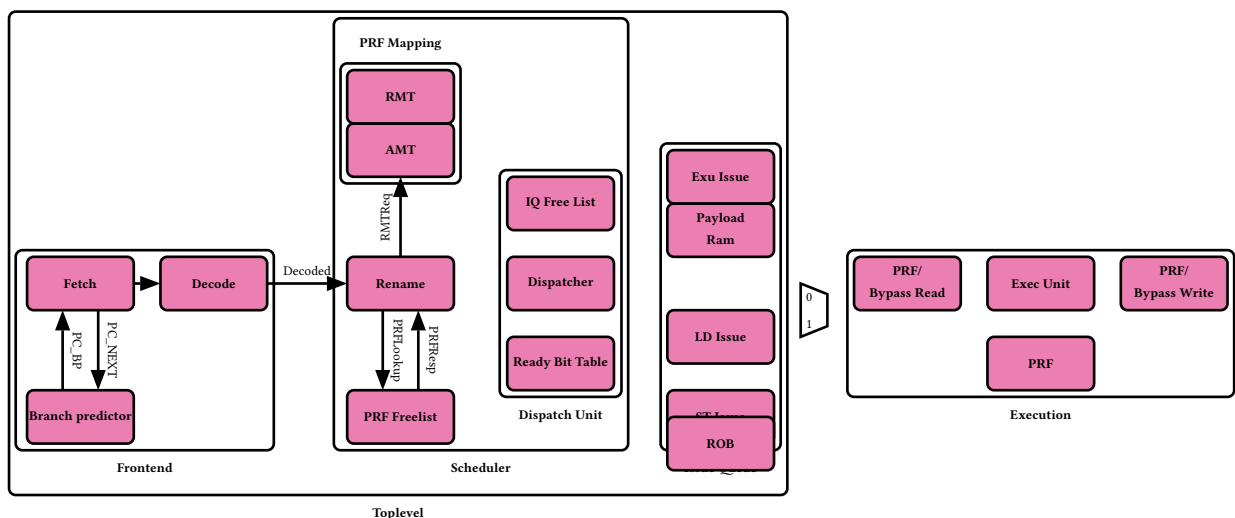 PRF Mapping
RMT
AMT
RMTReq
Fetch
Decode
Decoded
Rename
PC_BP
PC_NEXT
PRFLookup
PRFResp
Branch predictor
PRF Freelist
Frontend
Scheduler
IQ Free List
Dispatcher
Ready Bit Table
Dispatch Unit
Exu Issue
Payload
Ram
LD Issue
ROB
0
1
PRF/
Bypass Read
Exec Unit
PRF/
Bypass Write
PRF
Execution
Toplevel